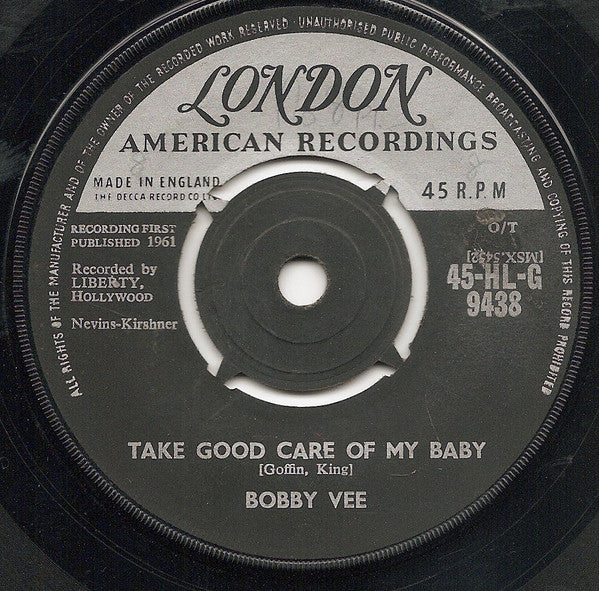 ALL RIGHTS OF THE MANUFACTURER AND OF THE OWNER OF THE RECORDED WORK RESERVED · UNAUTHORISED PUBLIC PERFORMANCE BROADCASTING AND COPYING OF THIS RECORD PROHIBITED
LONDON
AMERICAN RECORDINGS
MADE IN ENGLAND
THE DECCA RECORD CO LTD
45 R.P.M
RECORDING FIRST
PUBLISHED 1961
O/T
[MSX.5492]
Recorded by
LIBERTY,
HOLLYWOOD
45-HL-G
9438
Nevins-Kirshner
TAKE GOOD CARE OF MY BABY
[Goffin, King]
BOBBY VEE